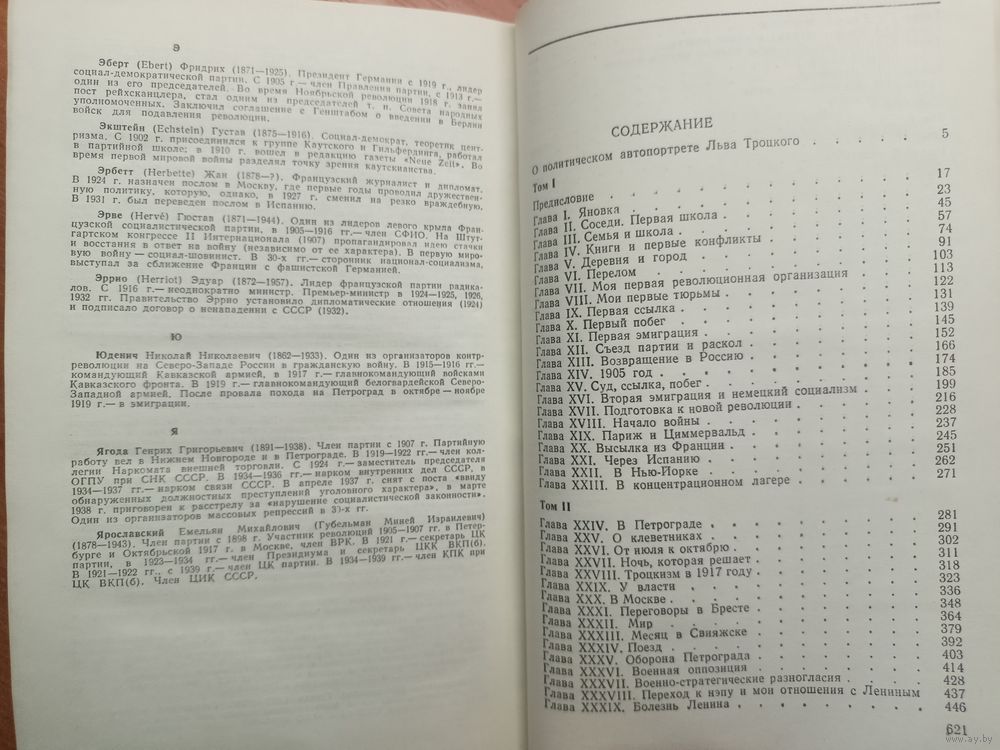 Э
Эберт (Ebert) Фридрих (1871—1925). Президент Германии с 1919 г., лидер
социал-демократической партии. С 1905 г.— член Правления партии, с 1913 г.—
один из его председателей. Во время Ноябрьской революции 1918 г. занял
пост рейхсканцлера, стал одним из председателей т. н. Совета народных
уполномоченных. Заключил соглашение с Генштабом о введении в Берлин
войск для подавления революции.
Экштейн (Echstein) Густав (1875—1916). Социал-демократ, теоретик цент-
ризма. С 1902 г. присоединился к группе Каутского и Гильфердинга, работал
в партийной школе; в 1910 г. вошел в редакцию газеты «Neue Zeit». Во
время первой мировой войны разделял точку зрения каутскианства.
Эрбетт (Herbette) Жан (1878—?). Французский журналист и дипломат.
В 1924 г. назначен послом в Москву, где первые годы проводил дружествен-
ную политику, которую, однако, в 1927 г. сменил на резко враждебную.
В 1931 г. был переведен послом в Испанию.
Эрве (Hervé) Гюстав (1871—1944). Один из лидеров левого крыла Фран-
цузской социалистической партии, в 1905—1916 гг.— член СФИО. На Штут-
гартском конгрессе II Интернационала (1907) пропагандировал идею стачки
и восстания в ответ на войну (независимо от ее характера). В первую миро-
вую войну — социал-шовинист. В 30-х гг.— сторонник национал-социализма,
выступал за сближение Франции с фашистской Германией.
Эррио (Herriot) Эдуар (1872—1957). Лидер французской партии радика-
лов. С 1916 г.— неоднократно министр. Премьер-министр в 1924—1925, 1926,
1932 гг. Правительство Эррио установило дипломатические отношения (1924)
и подписало договор о ненападении с СССР (1932).
Ю
Юденич Николай Николаевич (1862—1933). Один из организаторов контр-
революции на Северо-Западе России в гражданскую войну. В 1915—1916 гг.—
командующий Кавказской армией, в 1917 г.— главнокомандующий войсками
Кавказского фронта. В 1919 г.— главнокомандующий белогвардейской Северо-
Западной армией. После провала похода на Петроград в октябре — ноябре
1919 г.— в эмиграции.
Я
Ягода Генрих Григорьевич (1891—1938). Член партии с 1907 г. Партийную
работу вел в Нижнем Новгороде и в Петрограде. В 1919—1922 гг.— член кол-
легии Наркомата внешней торговли. С 1924 г.— заместитель председателя
ОГПУ при СНК СССР. В 1934—1936 гг.— нарком внутренних дел СССР, в
1934—1937 гг.— нарком связи СССР. В апреле 1937 г. снят с поста «ввиду
обнаруженных должностных преступлений уголовного характера», в марте
1938 г. приговорен к расстрелу за «нарушение социалистической законности».
Один из организаторов массовых репрессий в 30-х гг.
Ярославский Емельян Михайлович (Губельман Миней Израилевич)
(1878—1943). Член партии с 1898 г. Участник революций 1905—1907 гг. в Петер-
бурге и Октябрьской 1917 г. в Москве, член ВРК. В 1921 г.— секретарь ЦК
партии, в 1923—1934 гг.— член Президиума и секретарь ЦКК ВКП(б).
В 1921—1922 гг., с 1939 г.— член ЦК партии. В 1934—1939 гг.— член КПК при
ЦК ВКП(б). Член ЦИК СССР.
СОДЕРЖАНИЕ
О политическом автопортрете Льва Троцкого . . . . 5
Том I
Предисловие . . . . 17
Глава I. Яновка . . . . 23
Глава II. Соседи. Первая школа . . . . 45
Глава III. Семья и школа . . . . 57
Глава IV. Книги и первые конфликты . . . . 74
Глава V. Деревня и город . . . . 91
Глава VI. Перелом . . . . 103
Глава VII. Моя первая революционная организация . . . . 113
Глава VIII. Мои первые тюрьмы . . . . 122
Глава IX. Первая ссылка . . . . 131
Глава X. Первый побег . . . . 139
Глава XI. Первая эмиграция . . . . 145
Глава XII. Съезд партии и раскол . . . . 152
Глава XIII. Возвращение в Россию . . . . 166
Глава XIV. 1905 год . . . . 174
Глава XV. Суд, ссылка, побег . . . . 185
Глава XVI. Вторая эмиграция и немецкий социализм . . . . 199
Глава XVII. Подготовка к новой революции . . . . 216
Глава XVIII. Начало войны . . . . 228
Глава XIX. Париж и Циммервальд . . . . 237
Глава XX. Высылка из Франции . . . . 245
Глава XXI. Через Испанию . . . . 251
Глава XXII. В Нью-Йорке . . . . 262
Глава XXIII. В концентрационном лагере . . . . 271
Том II
Глава XXIV. В Петрограде . . . . 281
Глава XXV. О клеветниках . . . . 291
Глава XXVI. От июля к октябрю . . . . 302
Глава XXVII. Ночь, которая решает . . . . 311
Глава XXVIII. Троцкизм в 1917 году . . . . 318
Глава XXIX. У власти . . . . 323
Глава XXX. В Москве . . . . 336
Глава XXXI. Переговоры в Бресте . . . . 348
Глава XXXII. Мир . . . . 364
Глава XXXIII. Месяц в Свияжске . . . . 379
Глава XXXIV. Поезд . . . . 392
Глава XXXV. Оборона Петрограда . . . . 403
Глава XXXVI. Военная оппозиция . . . . 414
Глава XXXVII. Военно-стратегические разногласия . . . . 428
Глава XXXVIII. Переход к нэпу и мои отношения с Лениным 437
Глава XXXIX. Болезнь Ленина . . . . 446
621
www.ay.by